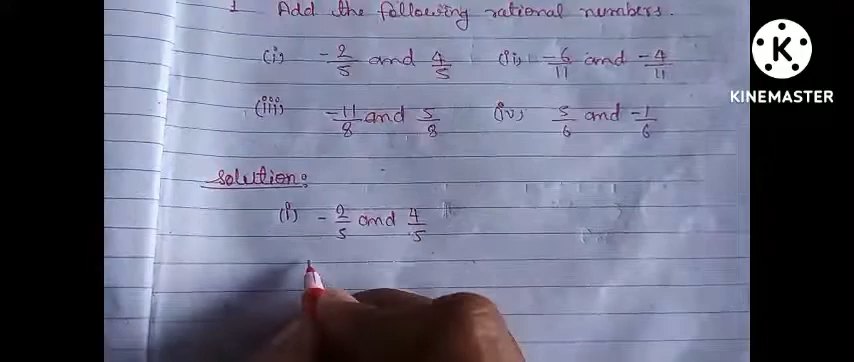 1 Add the following rational numbers.
(i) -2/5 and 4/5 (ii) -6/11 and -4/11
(iii) -11/8 and 5/8 (iv) 5/6 and -1/6
Solution:
(i) -2/5 and 4/5
KINEMASTER